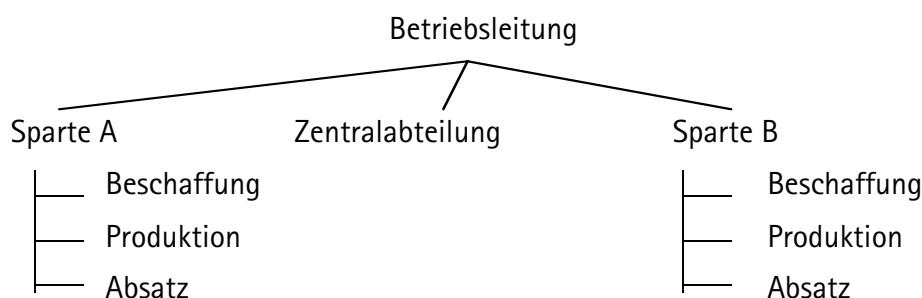 Betriebsleitung
Sparte A Zentralabteilung Sparte B
Beschaffung Beschaffung
Produktion Produktion
Absatz Absatz